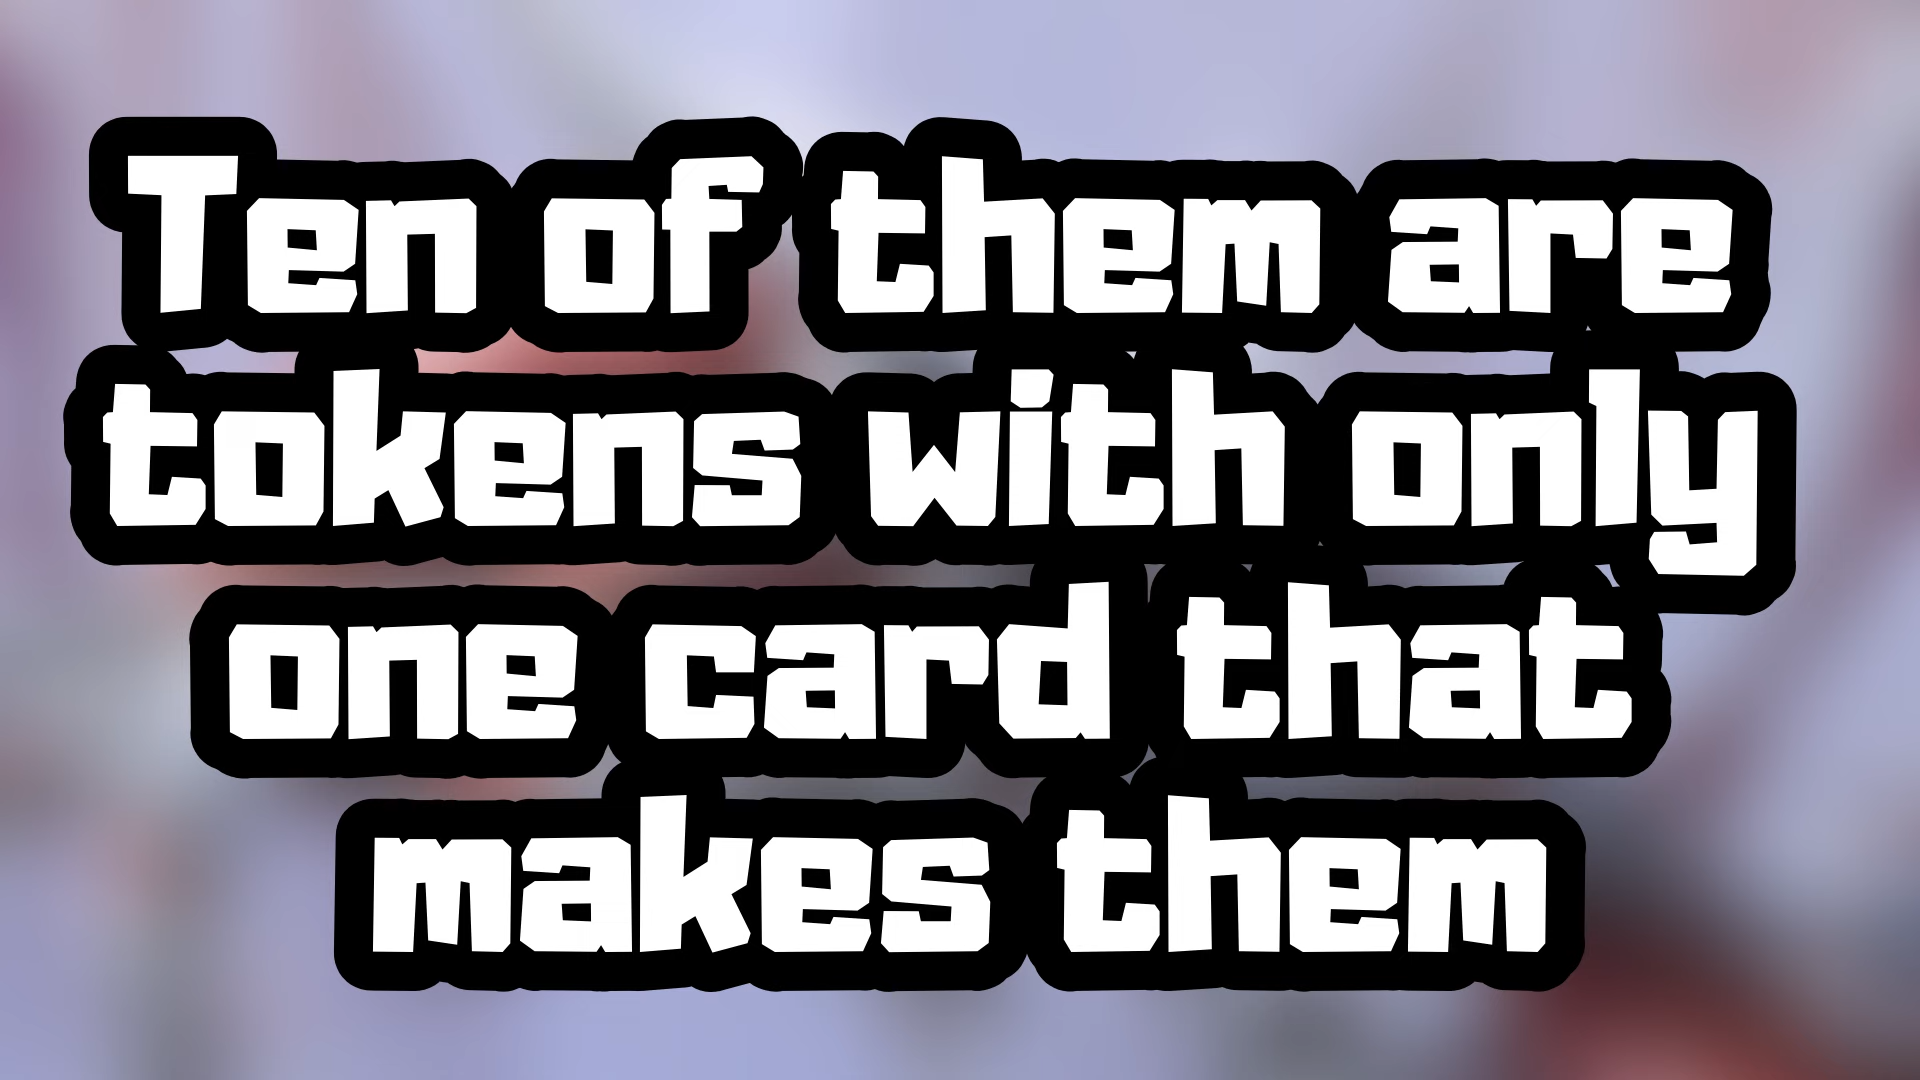 Ten of them are
tokens with only
one card that
makes them